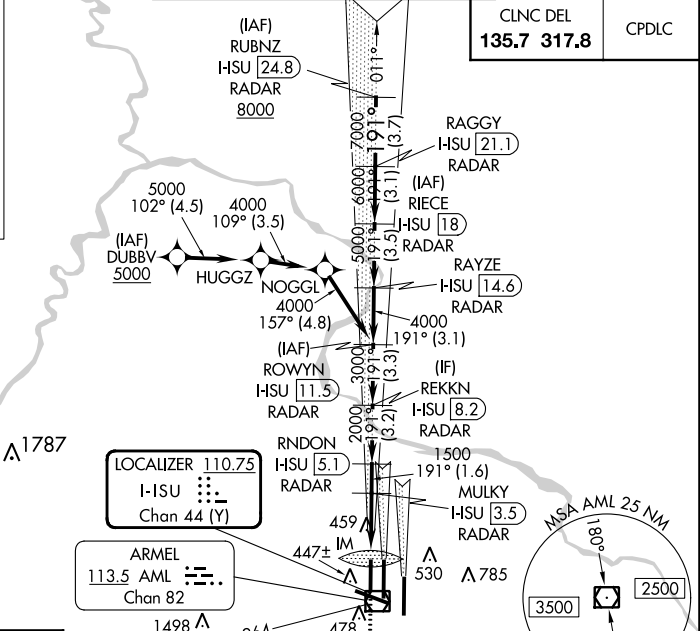 CLNC DEL
135.7 317.8
CPDLC
(IAF)
RUBNZ
I-ISU 24.8
RADAR
8000
011°
7000
191°
(3.7)
RAGGY
I-ISU 21.1
RADAR
6000
191°
(3.1)
(IAF)
RIECE
I-ISU 18
RADAR
5000
191°
(3.5)
5000
102° (4.5)
4000
109° (3.5)
(IAF)
DUBBV
5000
HUGGZ
NOGGL
4000
157° (4.8)
RAYZE
I-ISU 14.6
RADAR
4000
191° (3.1)
(IAF)
ROWYN
I-ISU 11.5
RADAR
3000
191°
(3.3)
(IF)
REKKN
I-ISU 8.2
RADAR
2000
191°
(3.2)
RNDON
I-ISU 5.1
RADAR
1500
191° (1.6)
MULKY
I-ISU 3.5
RADAR
1787
LOCALIZER 110.75
I-ISU
Chan 44 (Y)
459
IM
447±
530
785
ARMEL
113.5 AML
Chan 82
1498
478
MSA AML 25 NM
180°
3500
2500